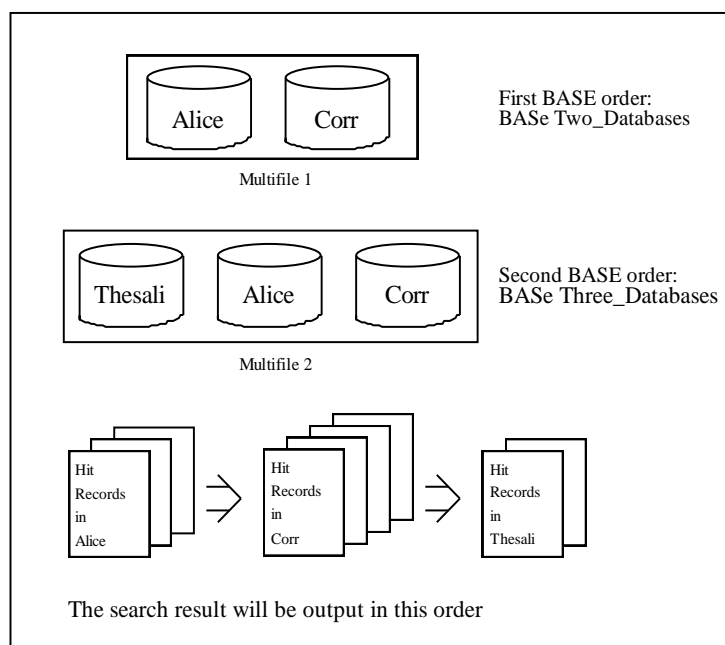 Alice
Corr
First BASE order:
BASe Two_Databases
Multifile 1
Thesali
Alice
Corr
Second BASE order:
BASe Three_Databases
Multifile 2
Hit
Records
in
Alice
Hit
Records
in
Corr
Hit
Records
in
Thesali
The search result will be output in this order